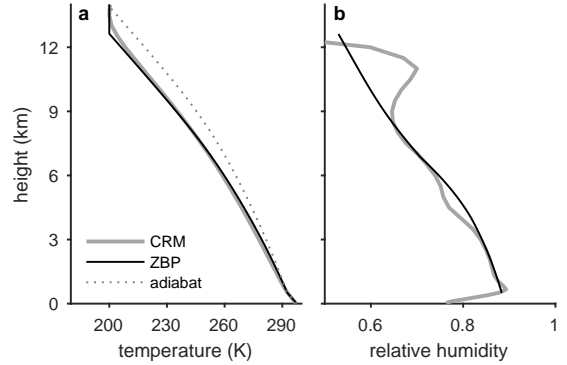 a
b
12
9
6
3
0
height (km)
CRM
ZBP
adiabat
200 230 260 290
0.6 0.8 1
temperature (K)
relative humidity